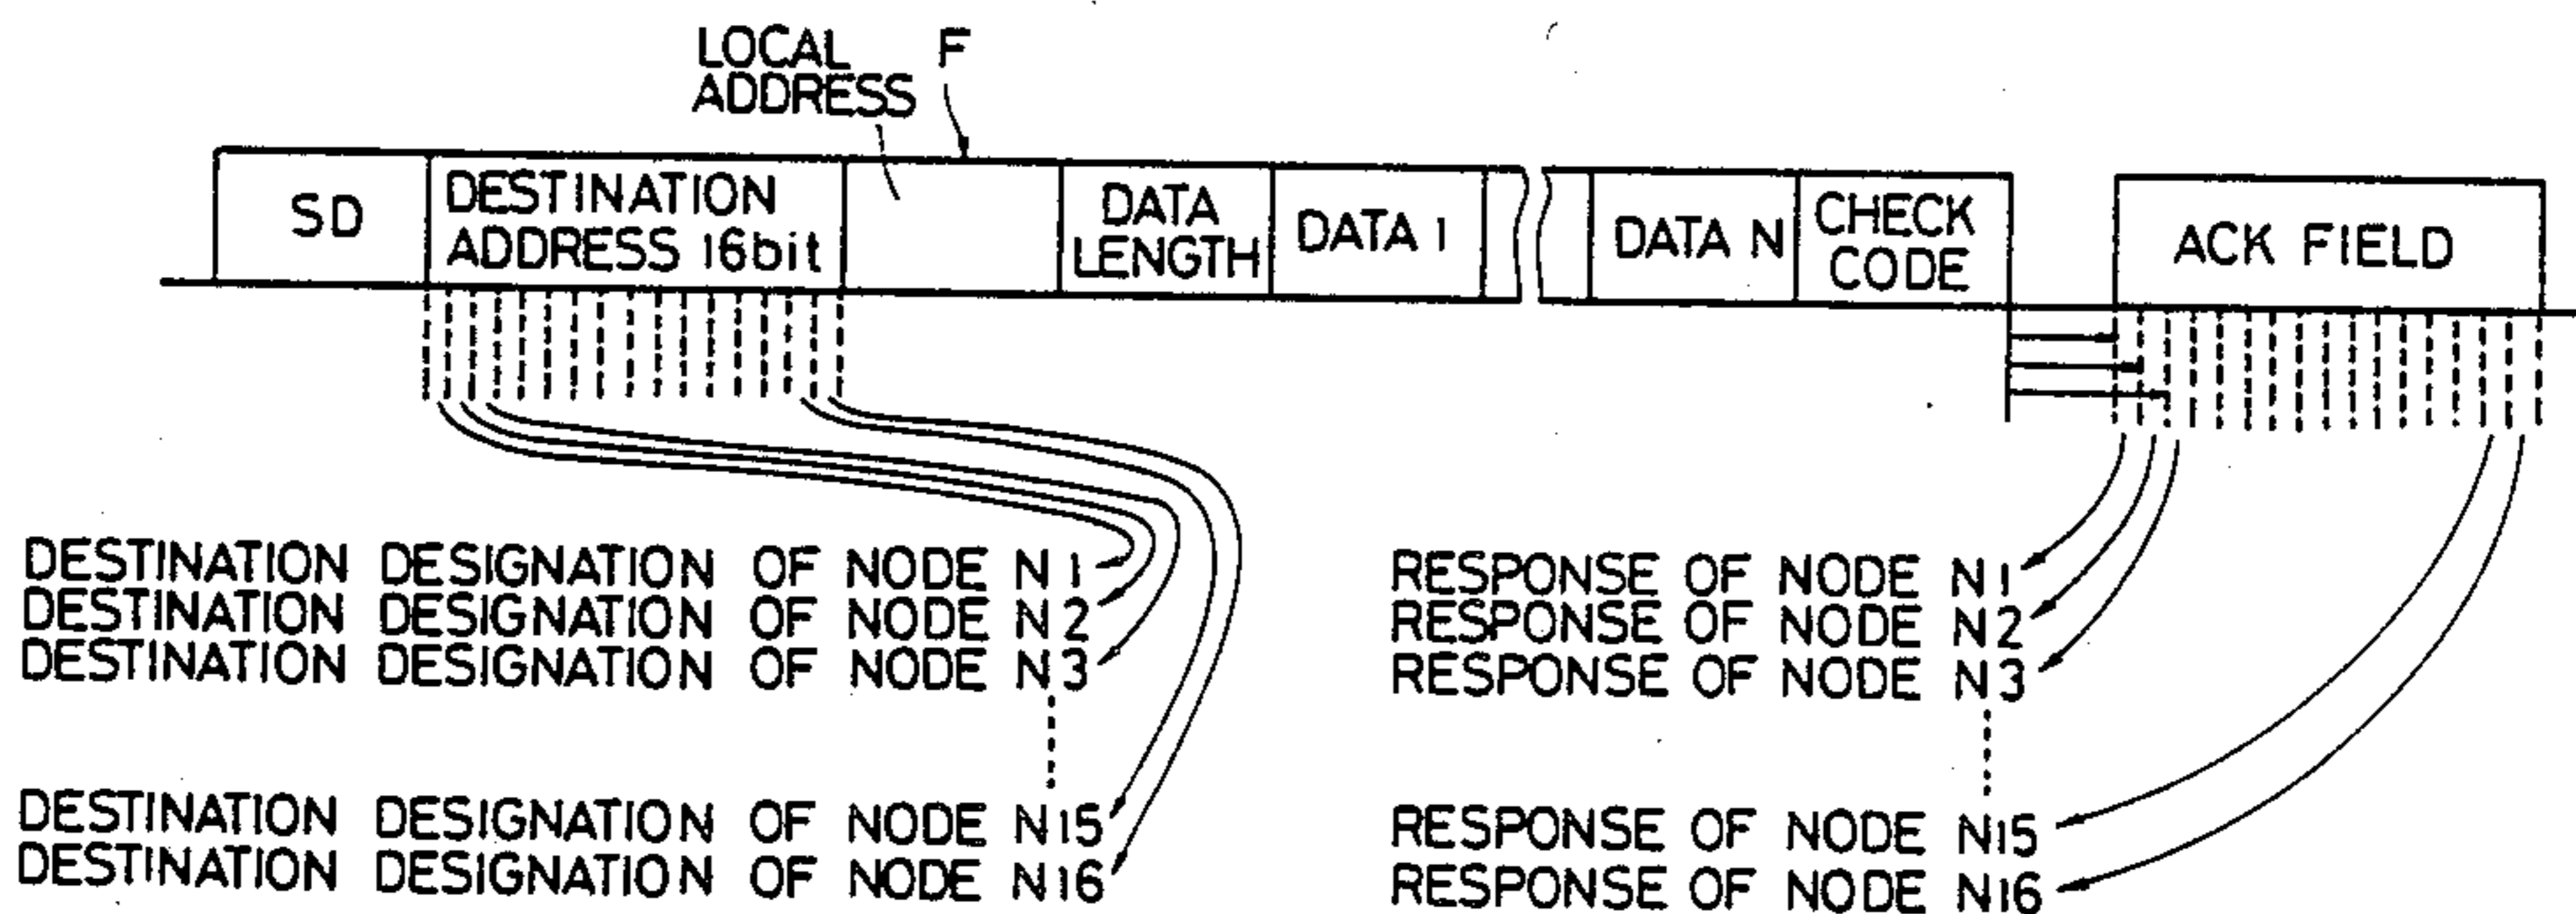 LOCAL F
ADDRESS
SD
DESTINATION
ADDRESS 16bit
DATA
LENGTH
DATA 1
DATA N
CHECK
CODE
ACK FIELD
DESTINATION DESIGNATION OF NODE N1
DESTINATION DESIGNATION OF NODE N2
DESTINATION DESIGNATION OF NODE N3
DESTINATION DESIGNATION OF NODE N15
DESTINATION DESIGNATION OF NODE N16
RESPONSE OF NODE N1
RESPONSE OF NODE N2
RESPONSE OF NODE N3
RESPONSE OF NODE N15
RESPONSE OF NODE N16